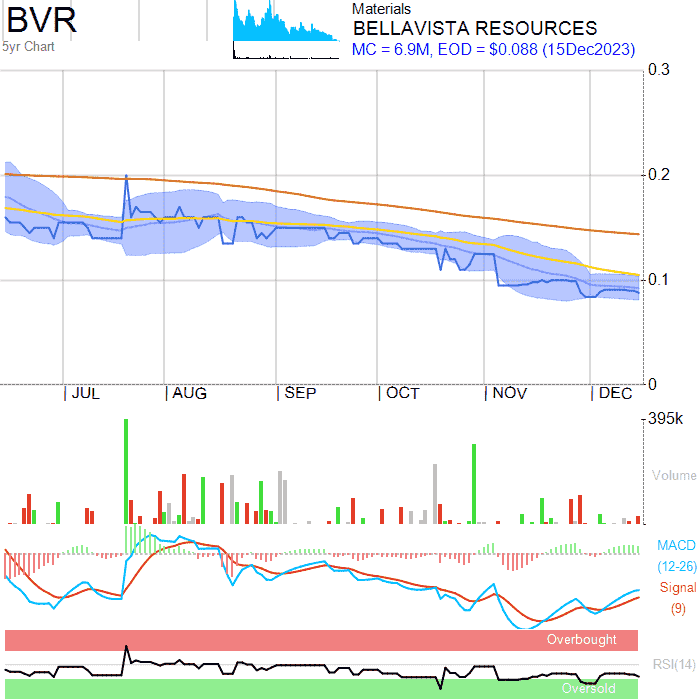 BVR
5yr Chart
Materials
BELLAVISTA RESOURCES
MC = 6.9M, EOD = $0.088 (15Dec2023)
0.3
0.2
0.1
0
JUL
AUG
SEP
OCT
NOV
DEC
395k
Volume
MACD
(12-26)
Signal
(9)
Overbought
RSI(14)
Oversold